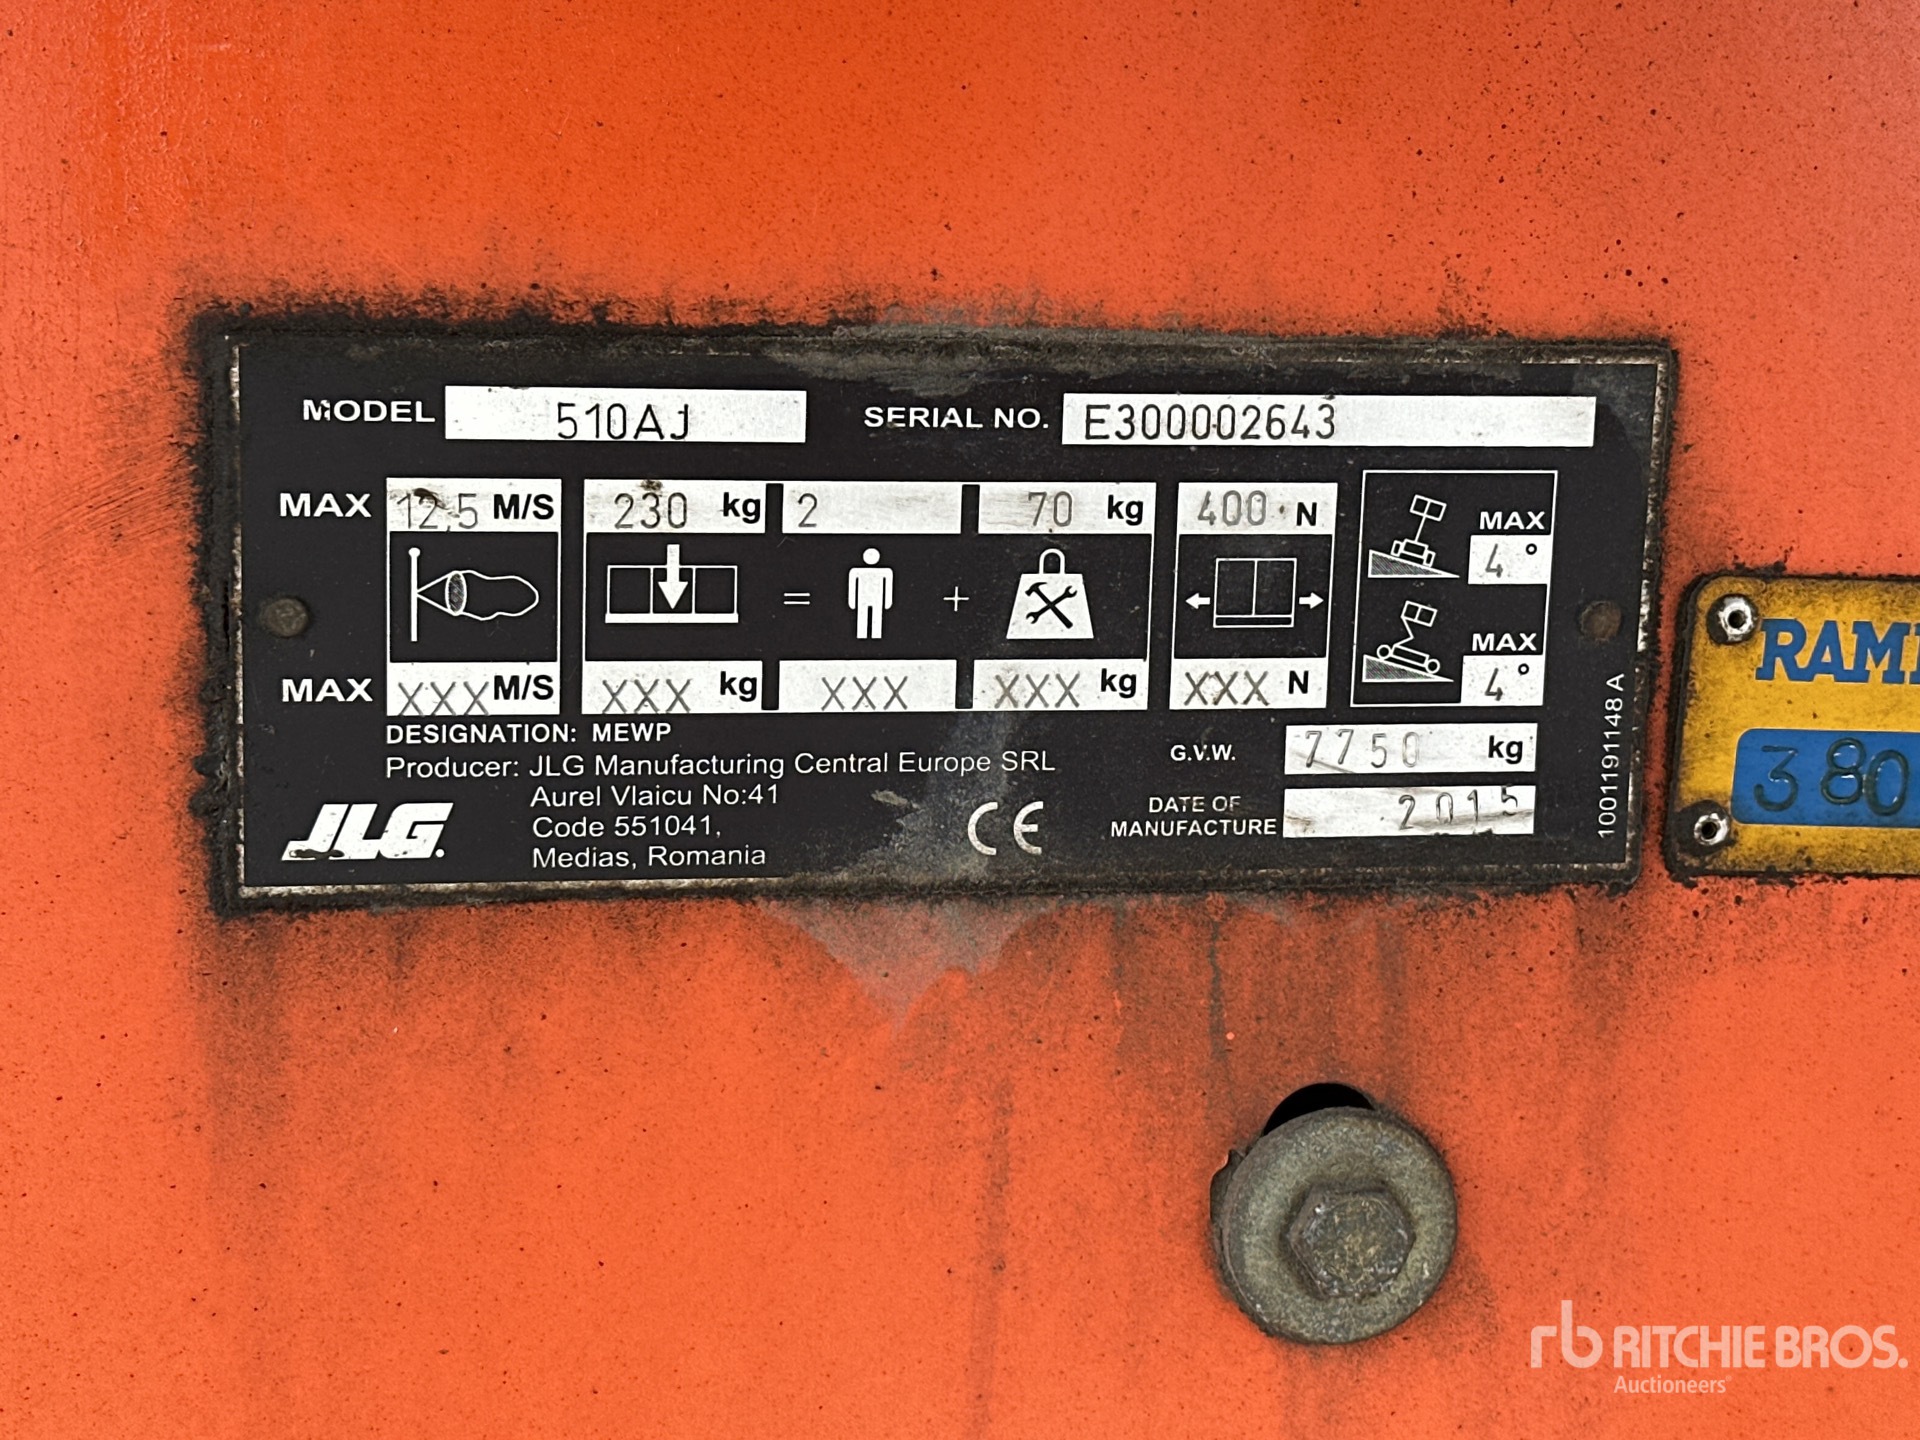 MODEL 510AJ SERIAL NO. E300002643
MAX 12,5 M/S 230 kg 2 70 kg 400 N
MAX 4°
= +
MAX 4°
MAX XXX M/S XXX kg XXX XXX kg XXX N
DESIGNATION: MEWP
Producer: JLG Manufacturing Central Europe SRL
Aurel Vlaicu No:41
Code 551041,
Medias, Romania
JLG.
CE
G.V.W. 7750 kg
DATE OF MANUFACTURE 2015
1001191148 A
380
rb RITCHIE BROS.
Auctioneers